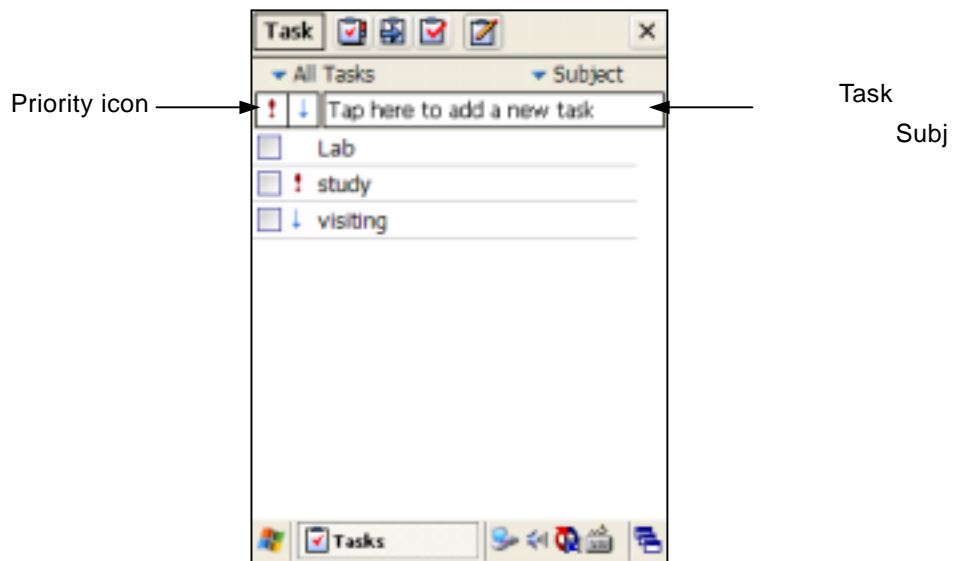 Task
All Tasks Subject
Priority icon
! ↓ Tap here to add a new task
Task
Subj
Lab
! study
↓ visiting
Tasks